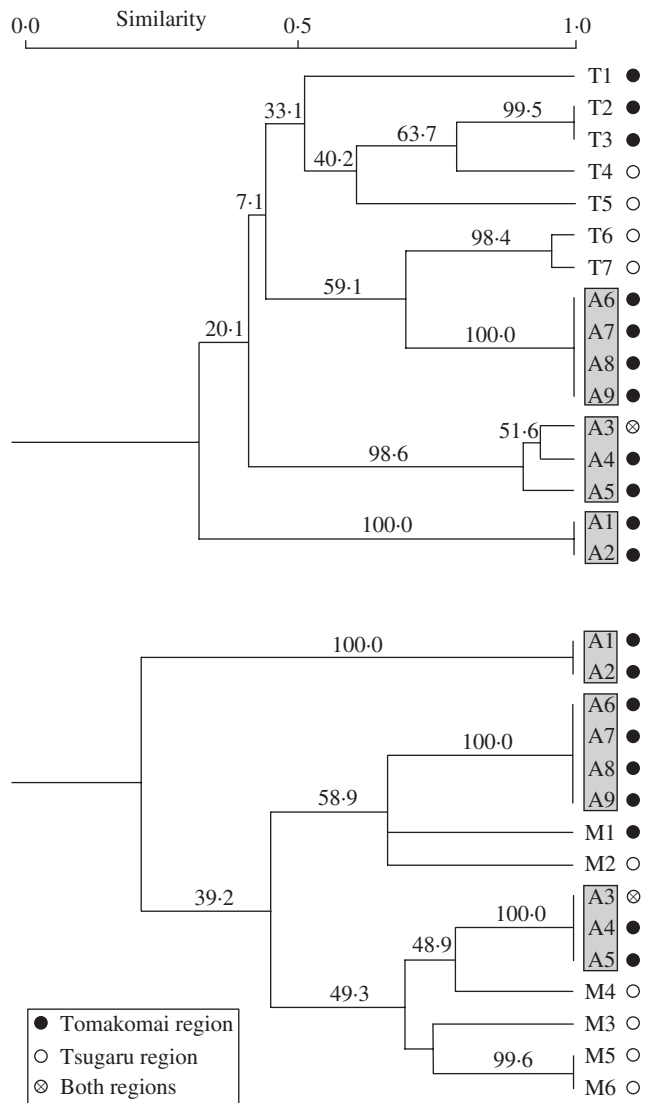 Similarity
0·0 0·5 1·0
T1
33·1
T2
99·5
63·7
T3
40·2
T4
7·1
T5
T6
98·4
T7
59·1
A6
20·1
A7
100·0
A8
A9
A3
51·6
98·6
A4
A5
100·0
A1
A2
100·0
A1
A2
A6
A7
100·0
A8
58·9
A9
M1
M2
39·2
A3
100·0
A4
48·9
A5
49·3
M4
M3
M5
99·6
M6
Tomakomai region
Tsugaru region
Both regions